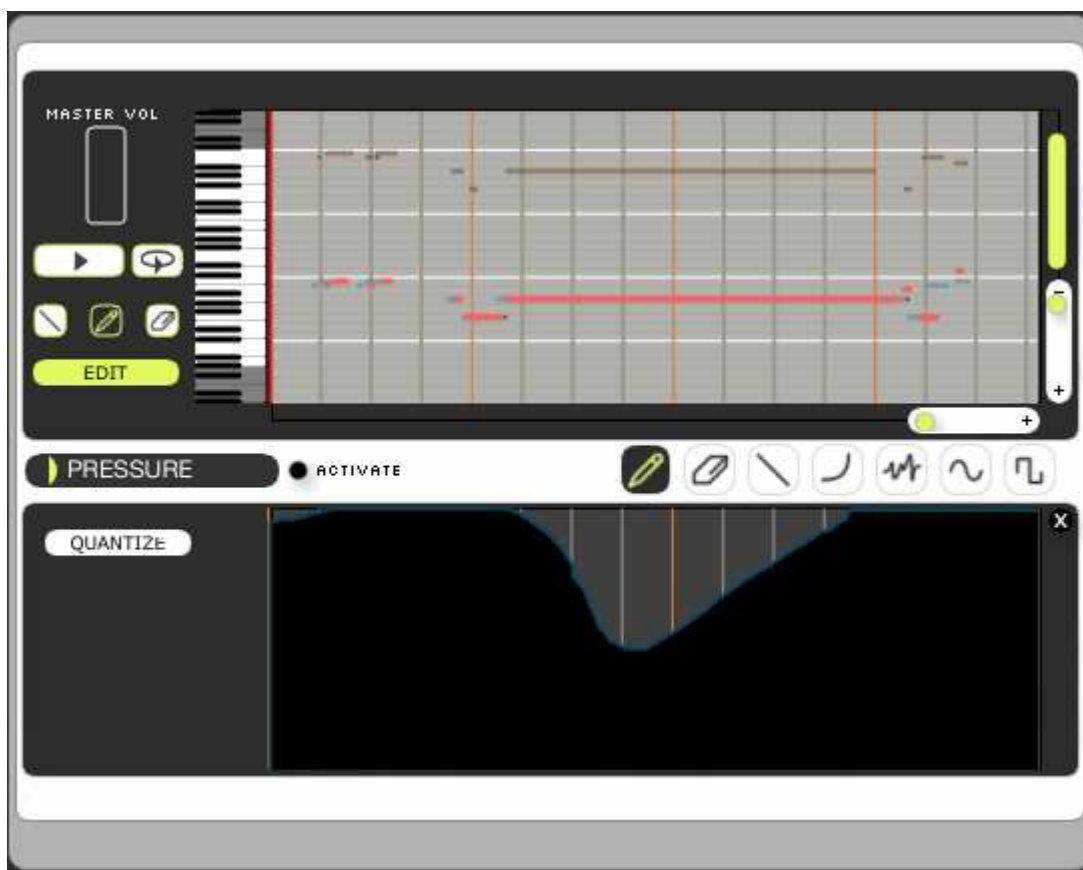 MASTER VOL
EDIT
PRESSURE
ACTIVATE
QUANTIZE
X
-
+
+